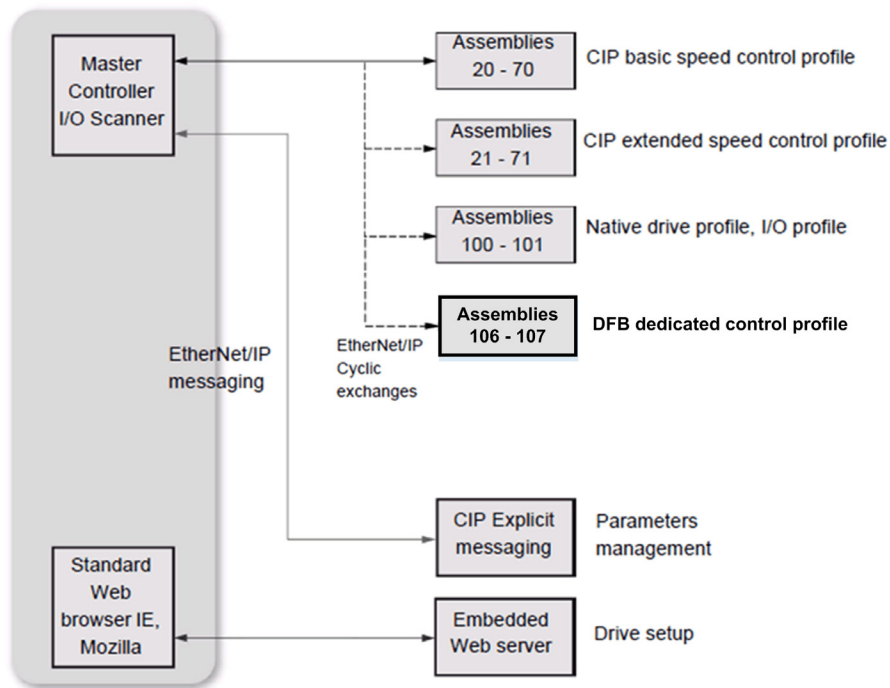 Master
Controller
I/O Scanner
Assemblies
20 - 70
CIP basic speed control profile
Assemblies
21 - 71
CIP extended speed control profile
Assemblies
100 - 101
Native drive profile, I/O profile
Assemblies
106 - 107
DFB dedicated control profile
EtherNet/IP
messaging
EtherNet/IP
Cyclic
exchanges
CIP Explicit
messaging
Parameters
management
Standard
Web
browser IE,
Mozilla
Embedded
Web server
Drive setup